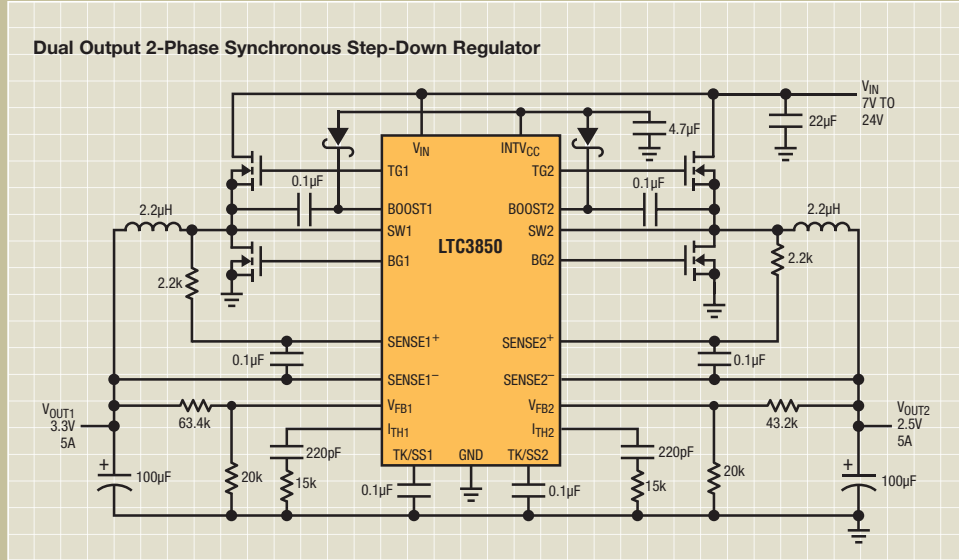 Dual Output 2-Phase Synchronous Step-Down Regulator
VIN
7V TO
24V
22µF
4.7µF
VIN
INTVCC
TG1
TG2
0.1µF
0.1µF
BOOST1
BOOST2
2.2µH
2.2µH
SW1
SW2
LTC3850
BG1
BG2
2.2k
2.2k
SENSE1+
SENSE2+
0.1µF
0.1µF
SENSE1–
SENSE2–
VOUT1
3.3V
5A
63.4k
VFB1
VFB2
43.2k
VOUT2
2.5V
5A
ITH1
ITH2
220pF
TK/SS1
GND
TK/SS2
220pF
+
100µF
20k
15k
0.1µF
0.1µF
15k
20k
+
100µF